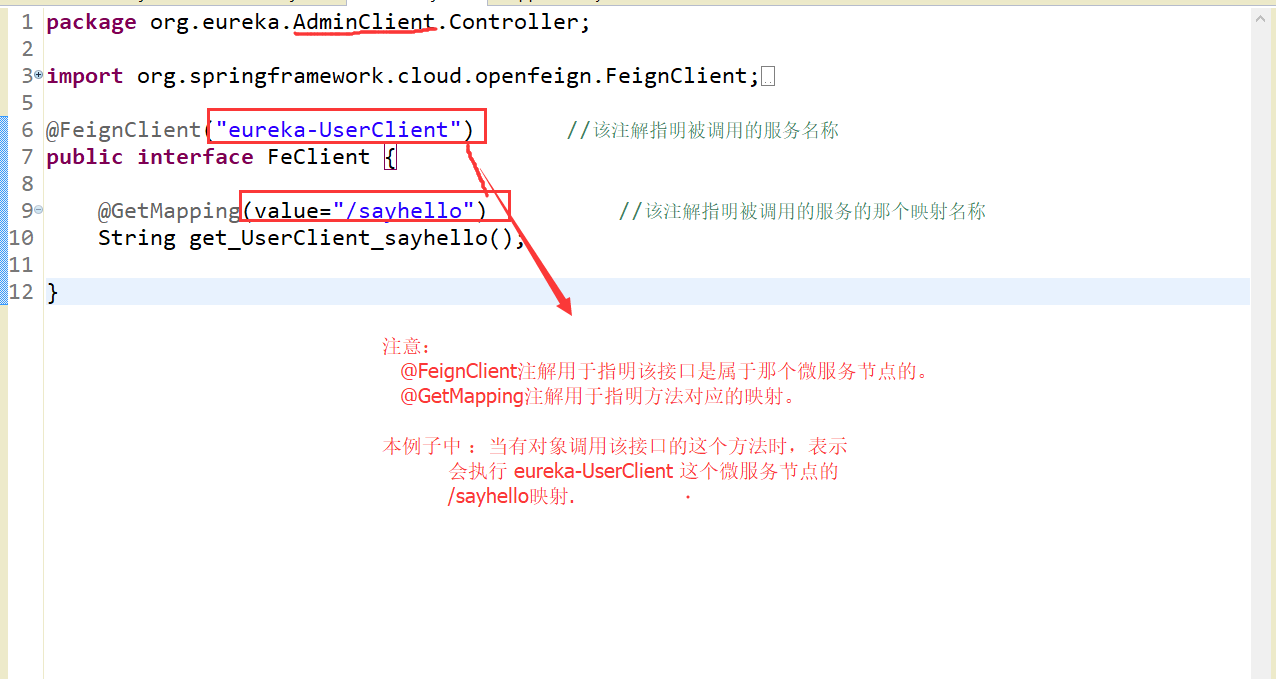 1 package org.eureka.AdminClient.Controller;
2
3 import org.springframework.cloud.openfeign.FeignClient;
5
6 @FeignClient("eureka-UserClient") //该注解指明被调用的服务名称
7 public interface FeClient {
8
9 @GetMapping(value="/sayhello") //该注解指明被调用的服务的那个映射名称
10 String get_UserClient_sayhello();
11
12 }
注意：
@FeignClient注解用于指明该接口是属于那个微服务节点的。
@GetMapping注解用于指明方法对应的映射。
本例子中：当有对象调用该接口的这个方法时，表示
会执行 eureka-UserClient 这个微服务节点的
/sayhello映射.